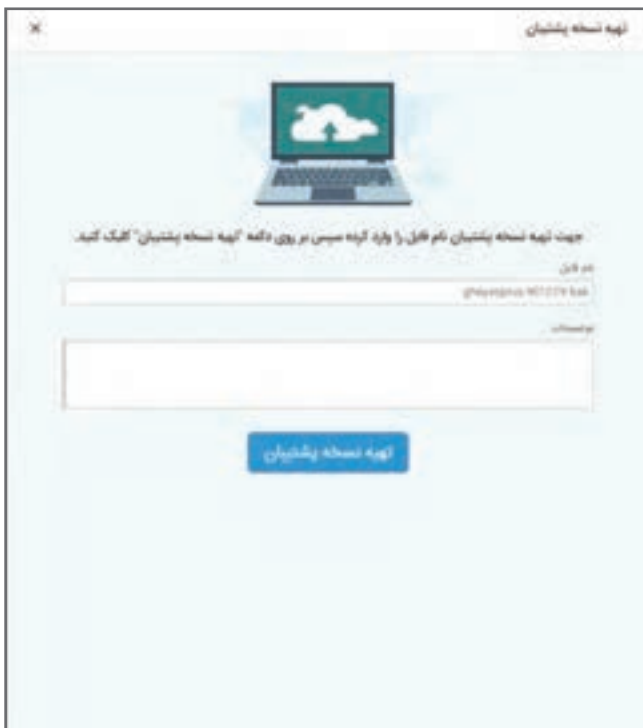 تهیه نسخه پشتیبان
جهت تهیه نسخه پشتیبان نام فایل را وارد کرده سپس بر روی دکمه "تهیه نسخه پشتیبان" کلیک کنید.
نام فایل
توضیحات
تهیه نسخه پشتیبان